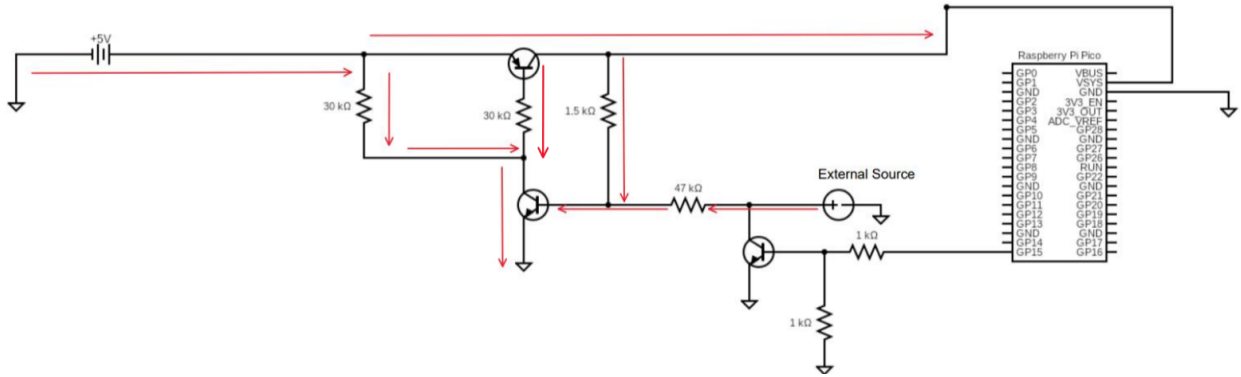 +5V
30 kΩ
30 kΩ
1.5 kΩ
47 kΩ
External Source
+ -
1 kΩ
1 kΩ
Raspberry Pi Pico
GP0 VBUS
GP1 VSYS
GND GND
GP2 3V3_EN
GP3 3V3_OUT
GP4 ADC_VREF
GP5 GP28
GND GND
GP6 GP27
GP7 GP26
GP8 RUN
GP9 GP22
GND GND
GP10 GP21
GP11 GP20
GP12 GP19
GP13 GP18
GND GND
GP14 GP17
GP15 GP16